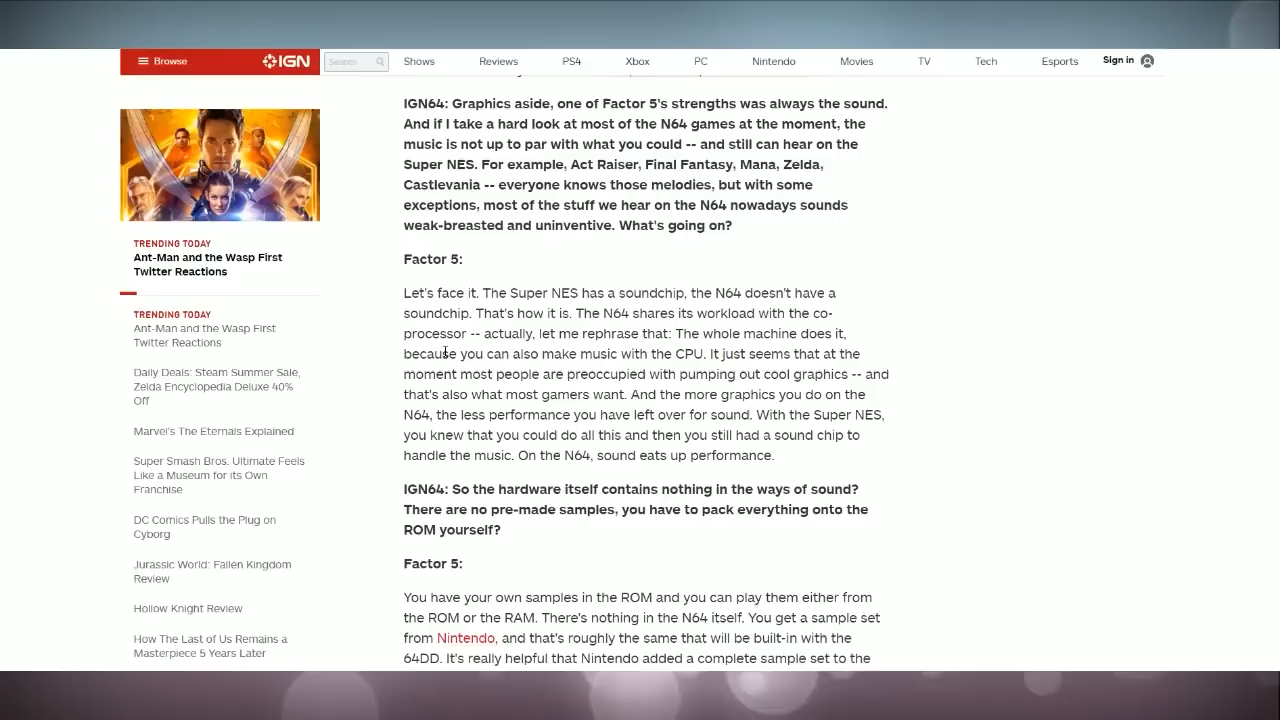 Browse
IGN
Search
Shows
Reviews
PS4
Xbox
PC
Nintendo
Movies
TV
Tech
Esports
Sign in
TRENDING TODAY
Ant-Man and the Wasp First
Twitter Reactions
TRENDING TODAY
Ant-Man and the Wasp First
Twitter Reactions
Daily Deals: Steam Summer Sale,
Zelda Encyclopedia Deluxe 40%
Off
Marvel's The Eternals Explained
Super Smash Bros. Ultimate Feels
Like a Museum for its Own
Franchise
DC Comics Pulls the Plug on
Cyborg
Jurassic World: Fallen Kingdom
Review
Hollow Knight Review
How The Last of Us Remains a
Masterpiece 5 Years Later
IGN64: Graphics aside, one of Factor 5's strengths was always the sound.
And if I take a hard look at most of the N64 games at the moment, the
music is not up to par with what you could -- and still can hear on the
Super NES. For example, Act Raiser, Final Fantasy, Mana, Zelda,
Castlevania -- everyone knows those melodies, but with some
exceptions, most of the stuff we hear on the N64 nowadays sounds
weak-breasted and uninventive. What's going on?
Factor 5:
Let's face it. The Super NES has a soundchip, the N64 doesn't have a
soundchip. That's how it is. The N64 shares its workload with the co-
processor -- actually, let me rephrase that: The whole machine does it,
because you can also make music with the CPU. It just seems that at the
moment most people are preoccupied with pumping out cool graphics -- and
that's also what most gamers want. And the more graphics you do on the
N64, the less performance you have left over for sound. With the Super NES,
you knew that you could do all this and then you still had a sound chip to
handle the music. On the N64, sound eats up performance.
IGN64: So the hardware itself contains nothing in the ways of sound?
There are no pre-made samples, you have to pack everything onto the
ROM yourself?
Factor 5:
You have your own samples in the ROM and you can play them either from
the ROM or the RAM. There's nothing in the N64 itself. You get a sample set
from Nintendo, and that's roughly the same that will be built-in with the
64DD. It's really helpful that Nintendo added a complete sample set to the